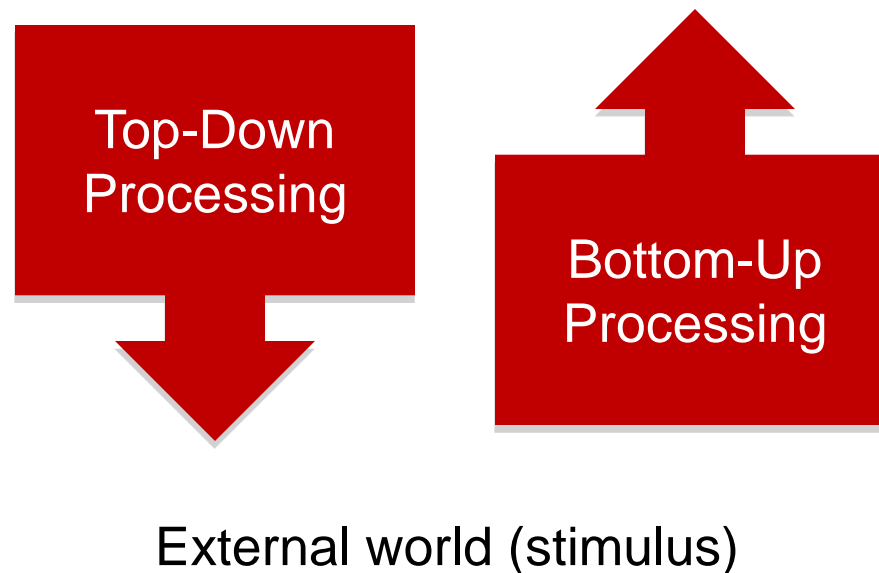 Top-Down
Processing
Bottom-Up
Processing
External world (stimulus)